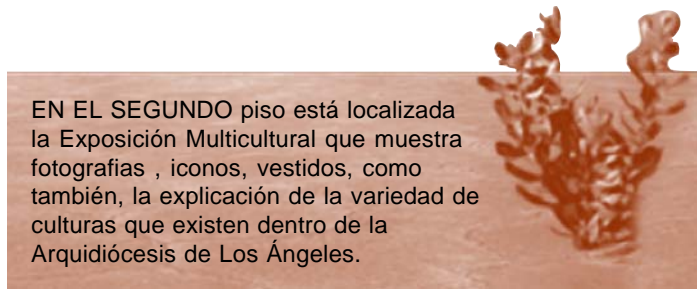 EN EL SEGUNDO piso está localizada
la Exposición Multicultural que muestra
fotografias , iconos, vestidos, como
también, la explicación de la variedad de
culturas que existen dentro de la
Arquidiócesis de Los Ángeles.